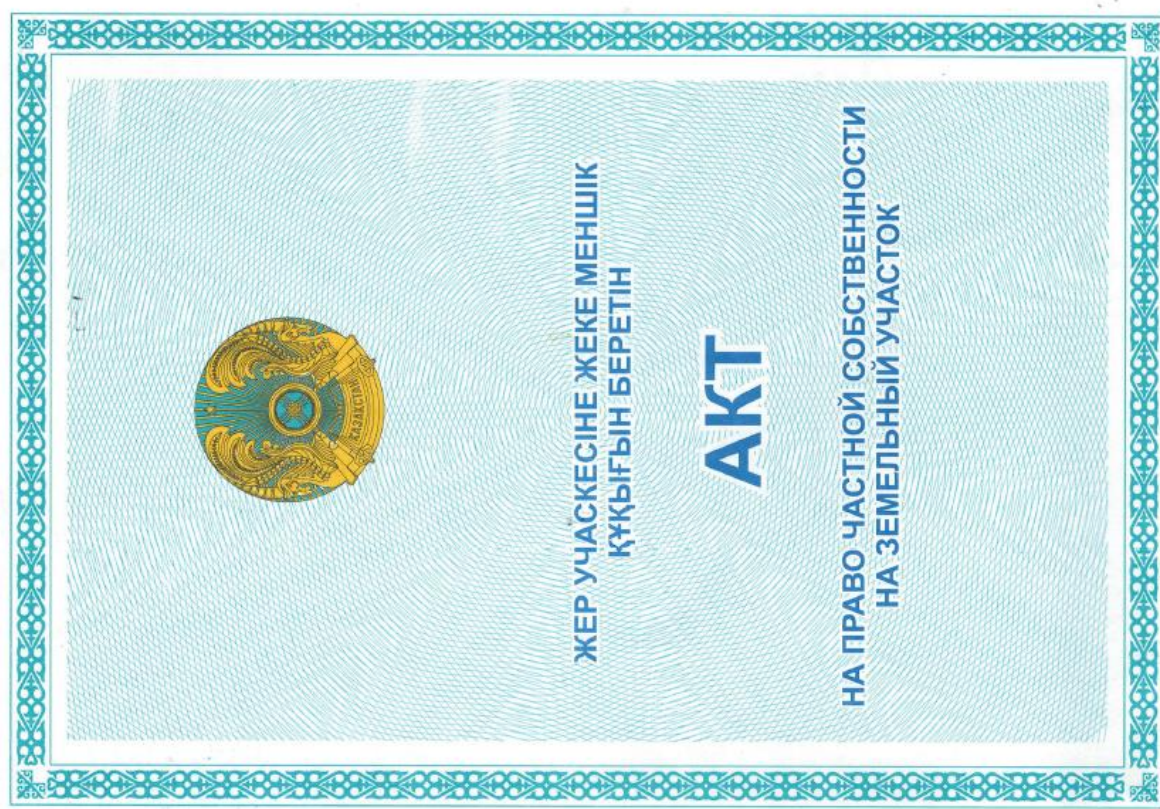 ҚАЗАҚСТАН
ЖЕР УЧАСКЕСІНЕ ЖЕКЕ МЕНШІК
ҚҰҚЫҒЫН БЕРЕТІН
АКТ
НА ПРАВО ЧАСТНОЙ СОБСТВЕННОСТИ
НА ЗЕМЕЛЬНЫЙ УЧАСТОК